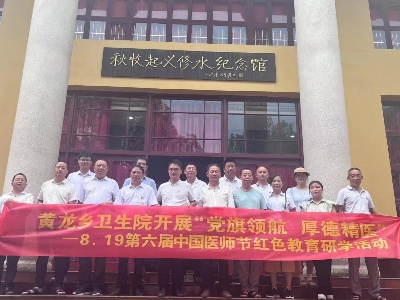 秋收起义修水纪念馆
黄龙乡卫生院开展“党旗领航 厚德精医”
——8.19第六届中国医师节红色教育研学活动